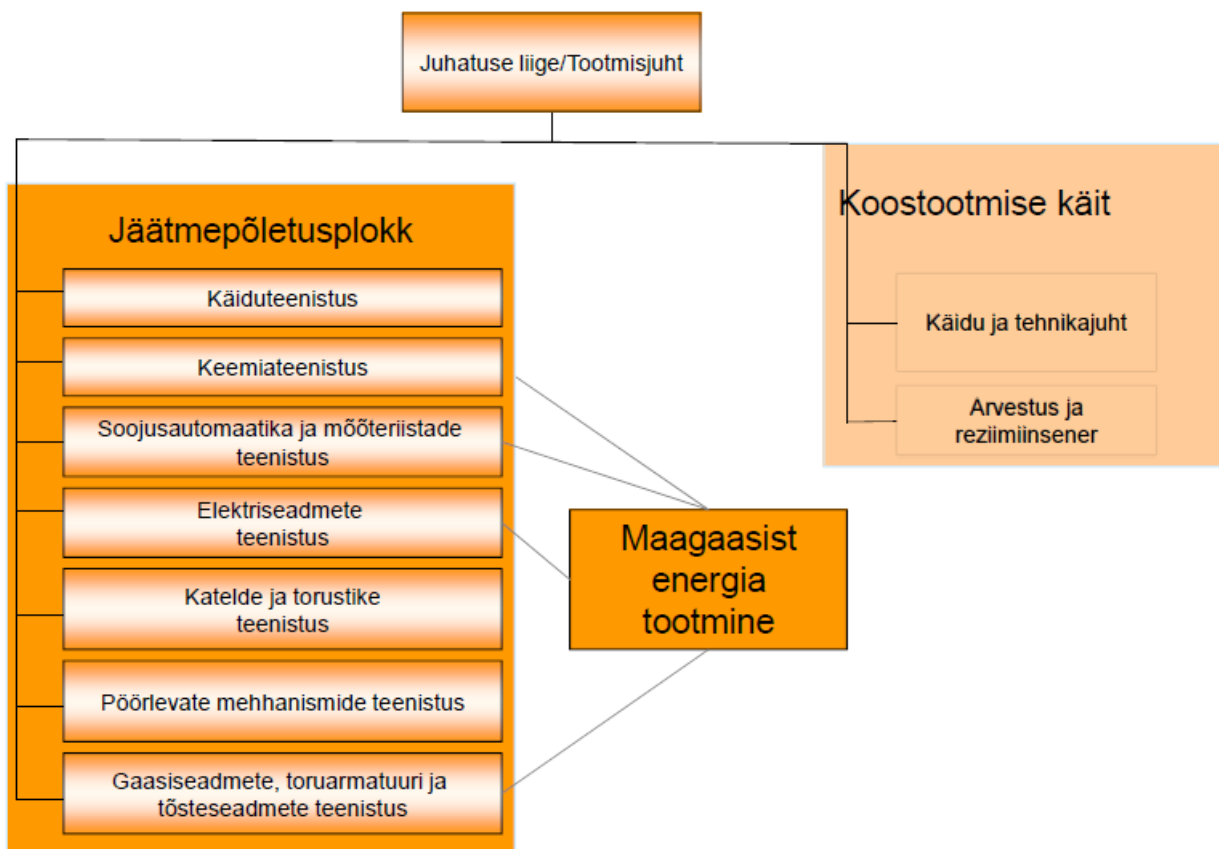 Juhatuse liige/Tootmisjuht
Jäätmepõletusplokk
Käiduteenistus
Keemiateenistus
Soojusautomaatika ja mõõteriistade
teenistus
Elektriseadmete
teenistus
Katelde ja torustike
teenistus
Pöörlevate mehhanismide teenistus
Gaasiseadmete, toruarmatuuri ja
tõsteseadmete teenistus
Maagaasist
energia
tootmine
Koostootmise käit
Käidu ja tehnikajuht
Arvestus ja
reziimiinsener